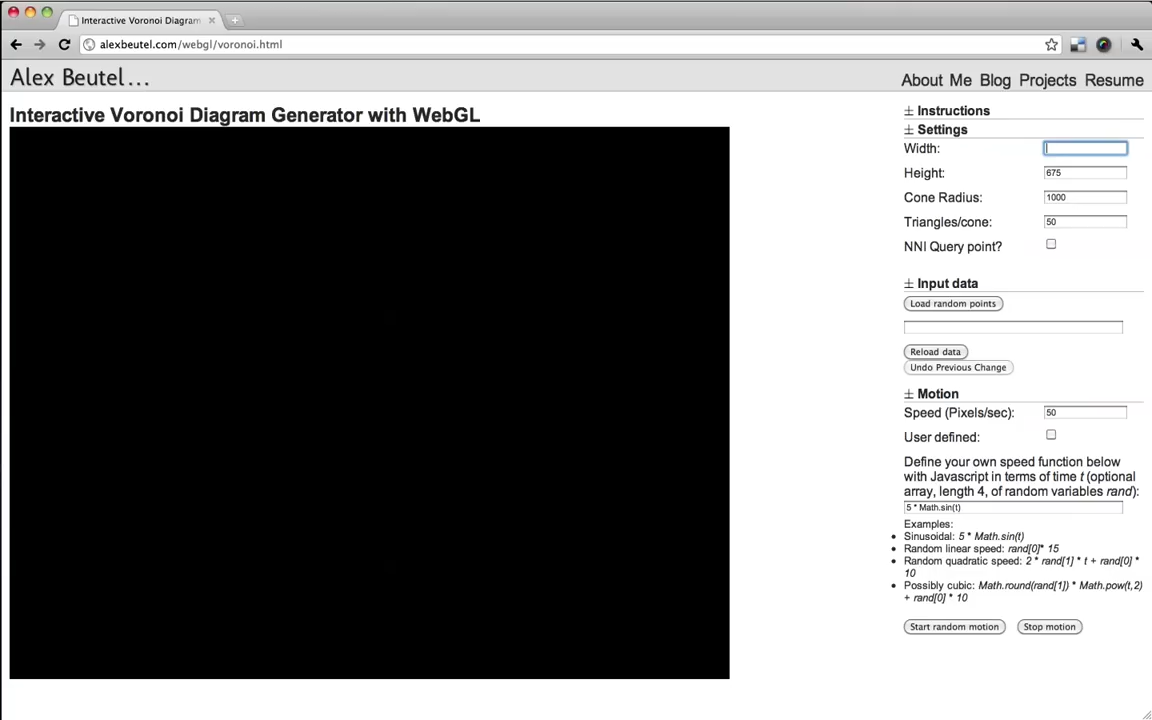 Interactive Voronoi Diagram
alexbeutel.com/webgl/voronoi.html
Alex Beutel...
About Me Blog Projects Resume
Interactive Voronoi Diagram Generator with WebGL
± Instructions
± Settings
Width:
Height: 675
Cone Radius: 1000
Triangles/cone: 50
NNI Query point?
± Input data
Load random points
Reload data
Undo Previous Change
± Motion
Speed (Pixels/sec): 50
User defined:
Define your own speed function below
with Javascript in terms of time t (optional
array, length 4, of random variables rand):
5 * Math.sin(t)
Examples:
Sinusoidal: 5 * Math.sin(t)
Random linear speed: rand[0]* 15
Random quadratic speed: 2 * rand[1] * t + rand[0] *
10
Possibly cubic: Math.round(rand[1]) * Math.pow(t,2)
+ rand[0] * 10
Start random motion Stop motion